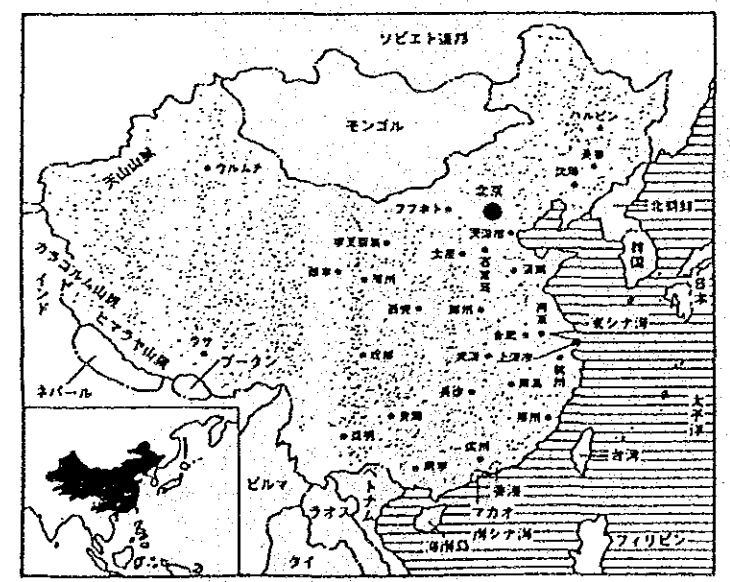 ソビエト連邦
モンゴル
ハルビン
天山山脈
ウルムチ
長春
沈陽
北京
フフホト
北朝鮮
天津市
韓国
太原
石家荘
済南
西寧
蘭州
日本
カラコルム山脈
インド
西安
鄭州
南京
東シナ海
合肥
ヒマラヤ山脈
ラサ
ブータン
成都
武漢
上海市
杭州
ネパール
長沙
南昌
太平洋
貴陽
福州
昆明
台湾
広州
南寧
ビルマ
ベトナム
香港
ラオス
マカオ
海南島
南シナ海
フィリピン
タイ